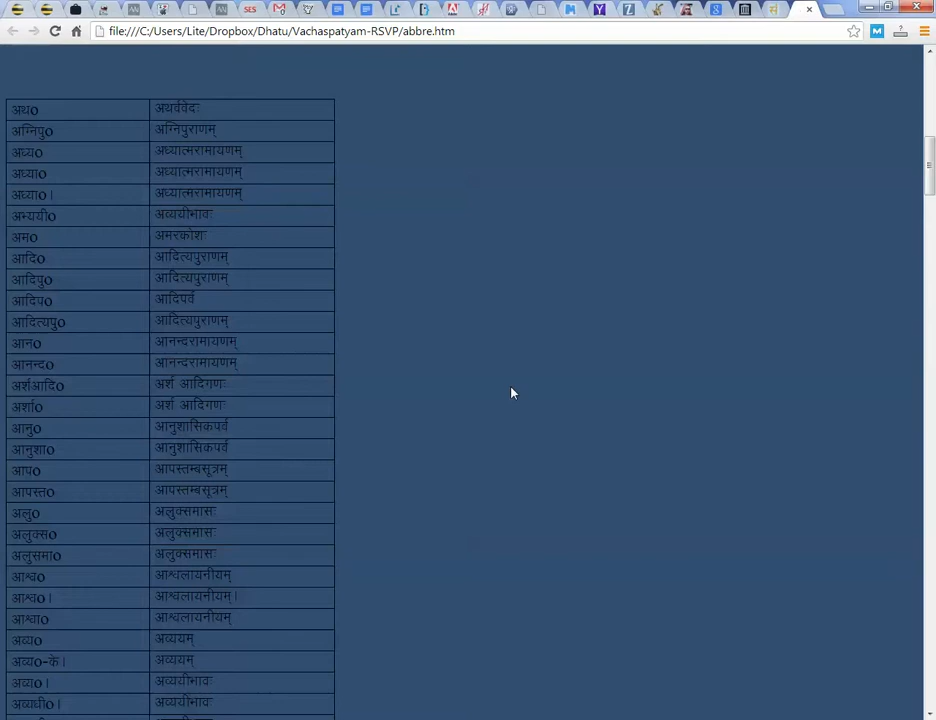 SES
file:///C:/Users/Lite/Dropbox/Dhatu/Vachaspatyam-RSVP/abbre.htm
अथ० अथर्ववेदः
अग्निपु० अग्निपुराणम्
अध्य० अध्यात्मरामायणम्
अध्या० अध्यात्मरामायणम्
अध्या०। अध्यात्मरामायणम्
अभ्ययी० अव्ययीभावः
अम० अमरकोशः
आदि० आदित्यपुराणम्
आदिपु० आदित्यपुराणम्
आदिप० आदिपर्व
आदित्यपु० आदित्यपुराणम्
आन० आनन्दरामायणम्
आनन्द० आनन्दरामायणम्
अर्शआदि० अर्श आदिगणः
अर्शा० अर्श आदिगणः
आनु० आनुशासिकपर्व
आनुशा० आनुशासिकपर्व
आप० आपस्तम्बसूत्रम्
आपस्त० आपस्तम्बसूत्रम्
अलु० अलुक्समासः
अलुक्स० अलुक्समासः
अलुसमा० अलुक्समासः
आश्व० आश्वलायनीयम्
आश्व०। आश्वलायनीयम्।
आश्वा० आश्वलायनीयम्
अव्य० अव्ययम्
अव्य०-के। अव्ययम्
अव्य०। अव्ययीभावः
अव्यघी०। अव्ययीभावः